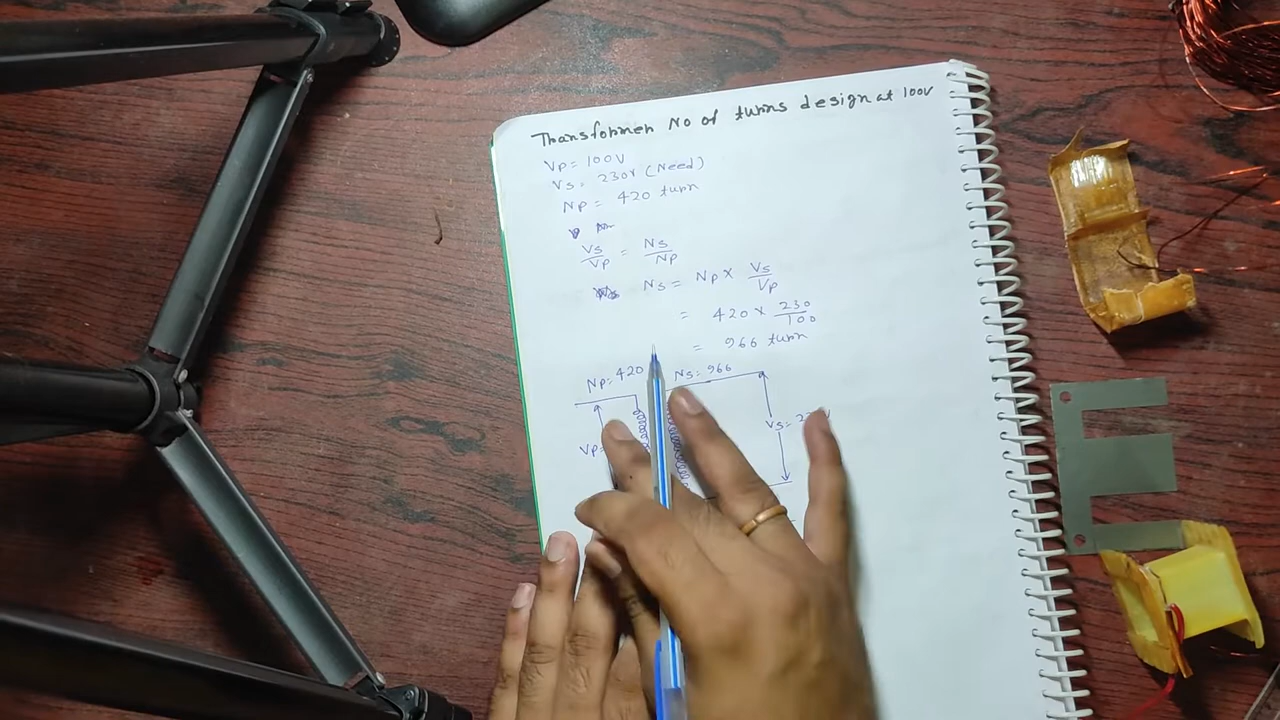 Transformer No of turns design at 100V
Vp = 100V
Vs = 230V (Need)
Np = 420 turn
Vs/Vp = Ns/Np
Ns = Np × Vs/Vp
= 420 × 230/100
= 966 turn
Np = 420 Ns = 966
Vp = Vs =